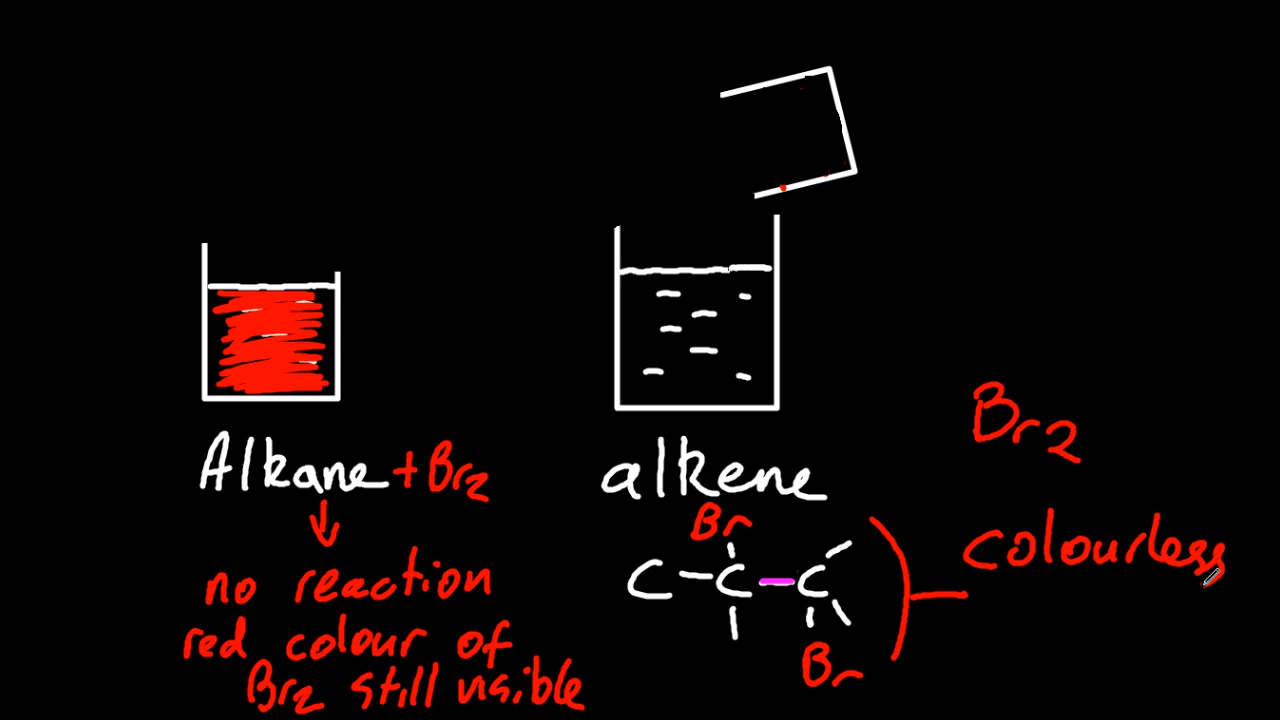 Alkane + Br2
no reaction
red colour of
Br2 still visible
alkene
Br
C - C - C
Br
Br2
colourless